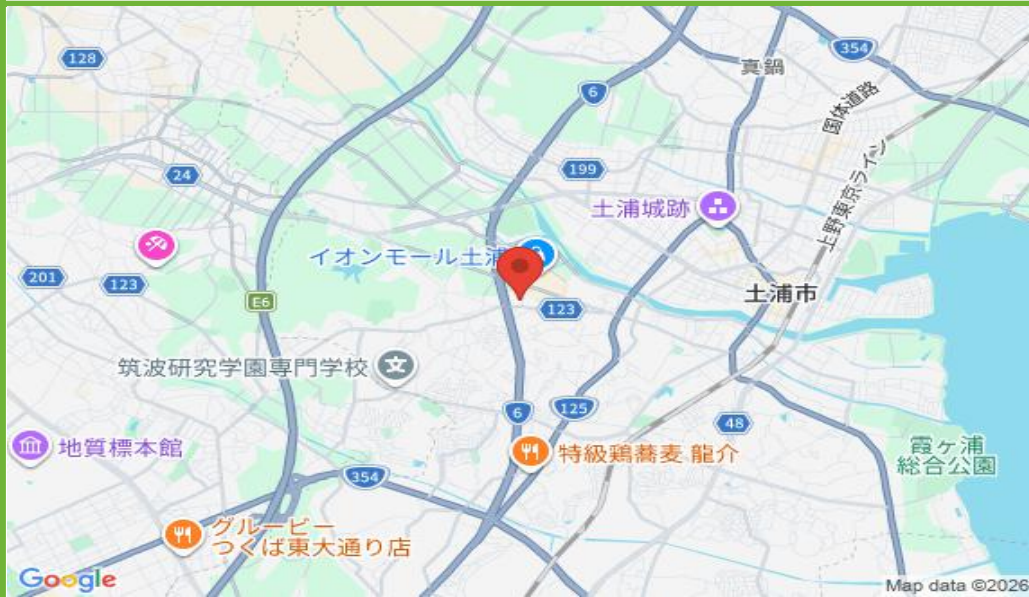 128
354
真鍋
6
国体道路
199
24
上野東京ライン
土浦城跡
イオンモール土浦
201
123
E6
123
土浦市
筑波研究学園専門学校
6
125
48
地質標本館
特級鶏蕎麦 龍介
霞ヶ浦
総合公園
354
グルービー
つくば東大通り店
Google
Map data ©2026